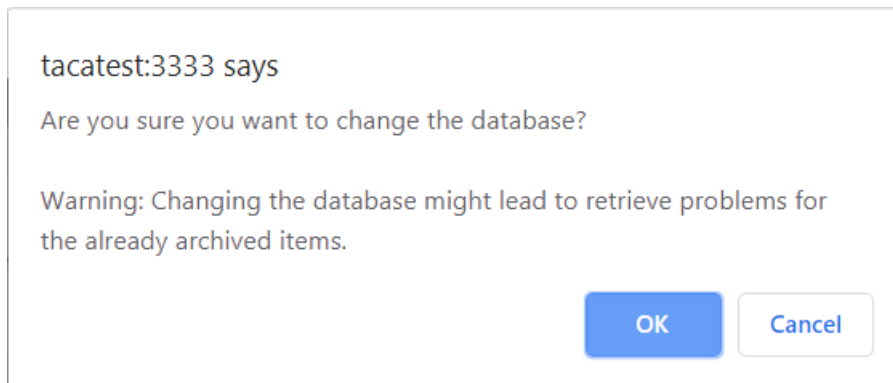 tacatest:3333 says
Are you sure you want to change the database?
Warning: Changing the database might lead to retrieve problems for
the already archived items.
OK
Cancel